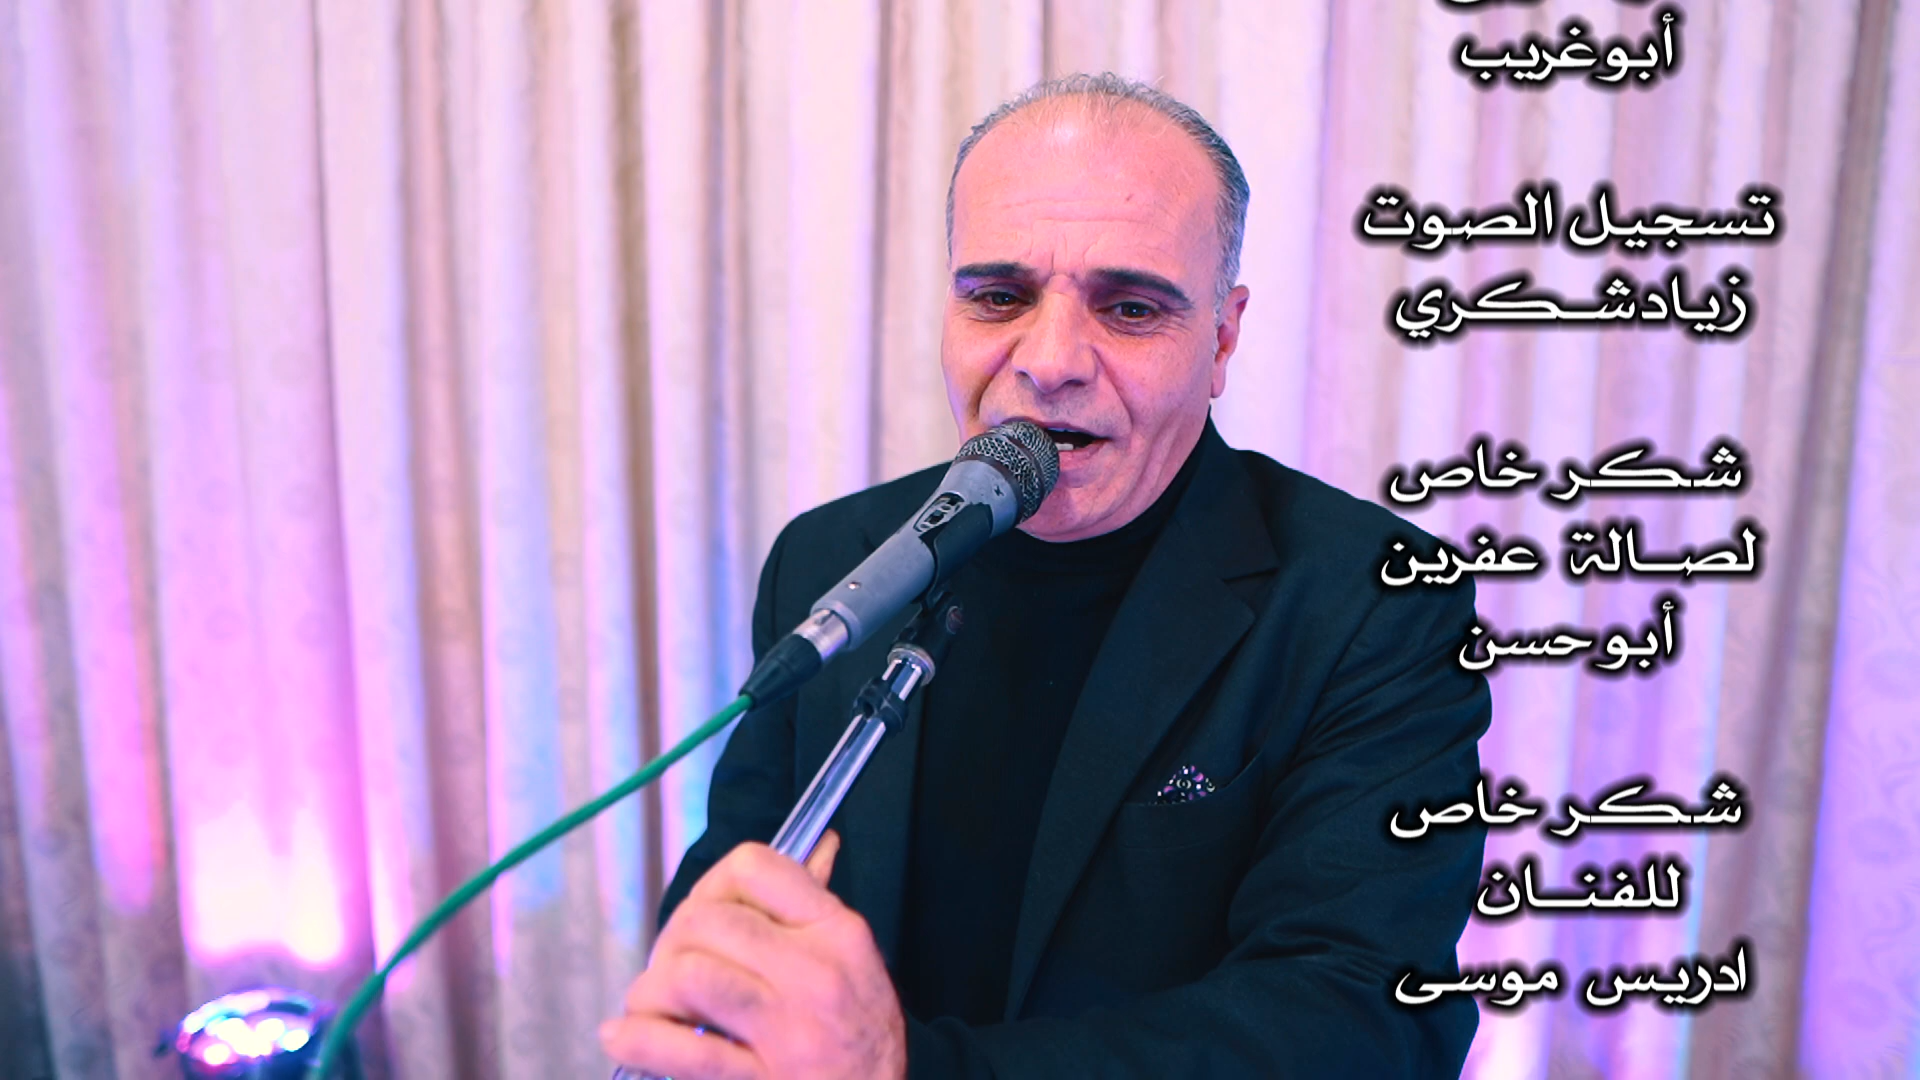 أبوغريب
تسجيل الصوت
زيادشكري
شكر خاص
لصالة عفرين
أبوحسن
شكر خاص
للفنان
ادريس موسى